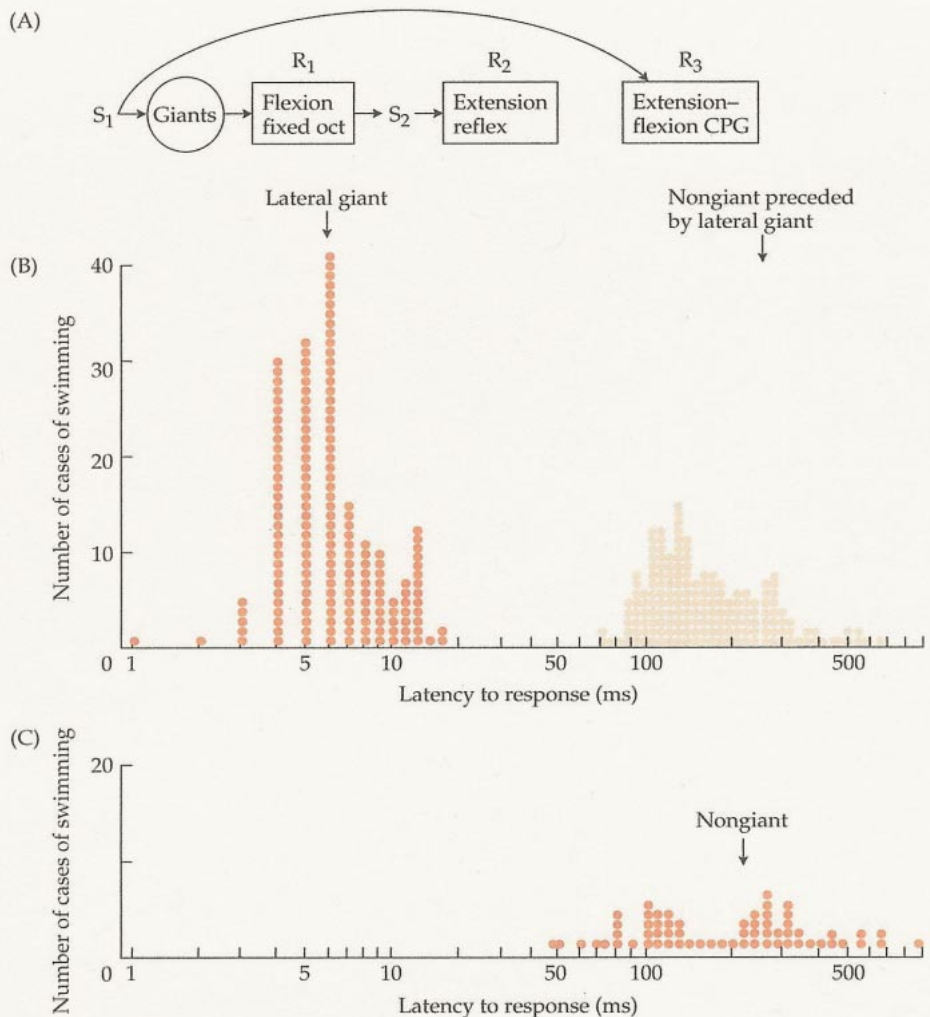 (A)
R1 R2 R3
S1 Giants Flexion fixed oct S2 Extension reflex Extension– flexion CPG
Lateral giant
Nongiant preceded
by lateral giant
(B)
Number of cases of swimming
40
30
20
10
0 1 5 10 50 100 500
Latency to response (ms)
(C)
Number of cases of swimming
20
Nongiant
0 1 5 10 50 100 500
Latency to response (ms)